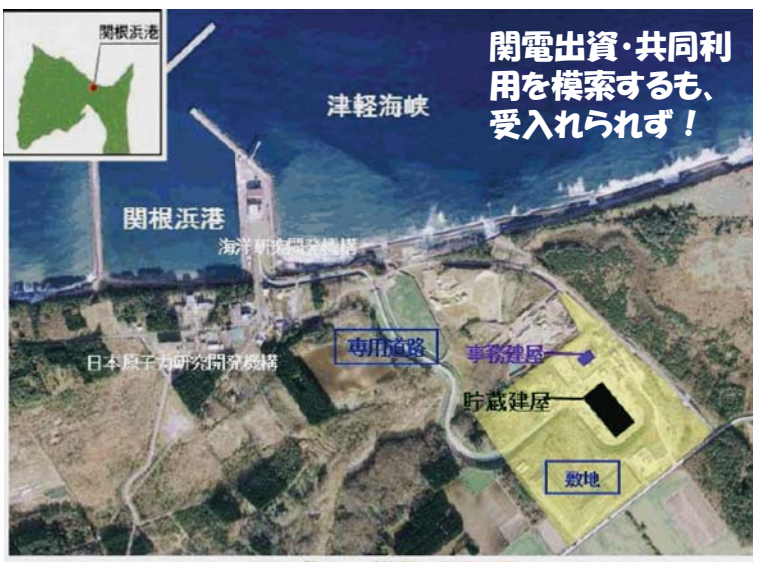 関根浜港
関電出資・共同利
用を模索するも、
受入れられず!
津軽海峡
関根浜港
海洋研究開発機構
専用道路
事務建屋
日本原子力研究開発機構
貯蔵建屋
敷地